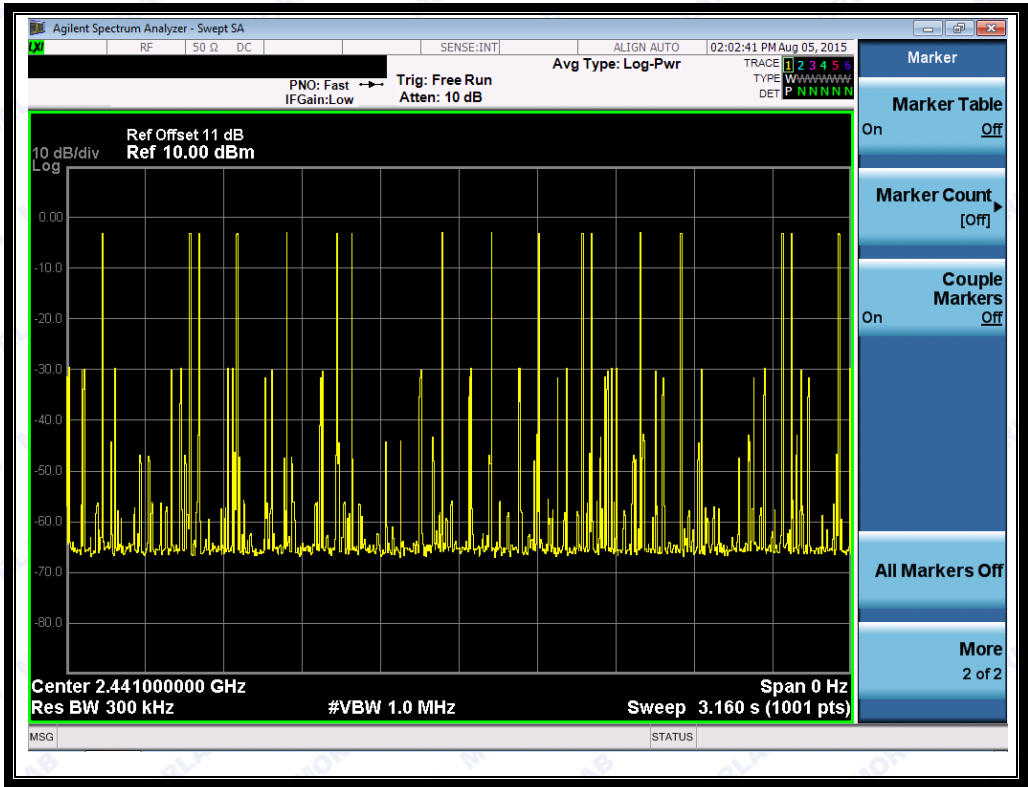 Agilent Spectrum Analyzer - Swept SA
LXI RF 50 Ω DC SENSE:INT ALIGN AUTO 02:02:41 PM Aug 05, 2015
PNO: Fast
IFGain:Low
Trig: Free Run
Atten: 10 dB
Avg Type: Log-Pwr
TRACE 1 2 3 4 5 6
TYPE WWWWWW
DET P N N N N N
10 dB/div
Log
Ref Offset 11 dB
Ref 10.00 dBm
0.00
-10.0
-20.0
-30.0
-40.0
-50.0
-60.0
-70.0
-80.0
Center 2.441000000 GHz
Span 0 Hz
Res BW 300 kHz
#VBW 1.0 MHz
Sweep 3.160 s (1001 pts)
MSG
STATUS
Marker
Marker Table
On Off
Marker Count
[Off]
Couple
Markers
On Off
All Markers Off
More
2 of 2